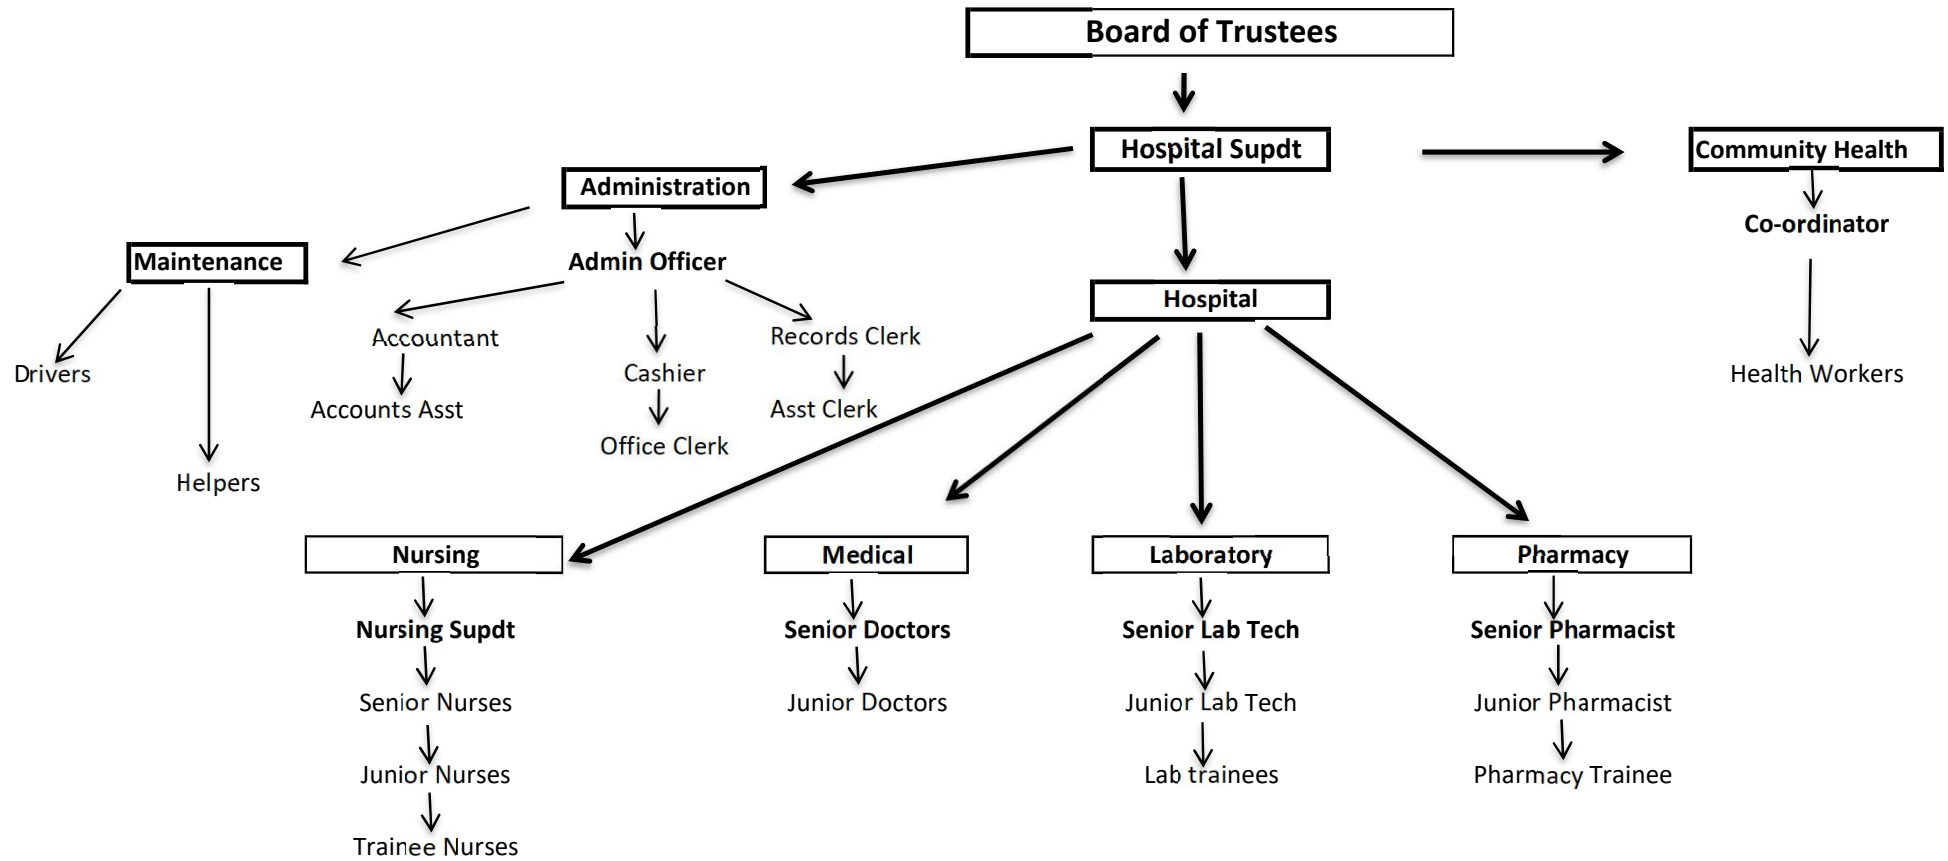 Board of Trustees
Hospital Supdt
Community Health
Administration
Co-ordinator
Maintenance
Admin Officer
Hospital
Accountant
Records Clerk
Drivers
Cashier
Health Workers
Accounts Asst
Asst Clerk
Office Clerk
Helpers
Nursing
Medical
Laboratory
Pharmacy
Nursing Supdt
Senior Doctors
Senior Lab Tech
Senior Pharmacist
Senior Nurses
Junior Doctors
Junior Lab Tech
Junior Pharmacist
Junior Nurses
Lab trainees
Pharmacy Trainee
Trainee Nurses